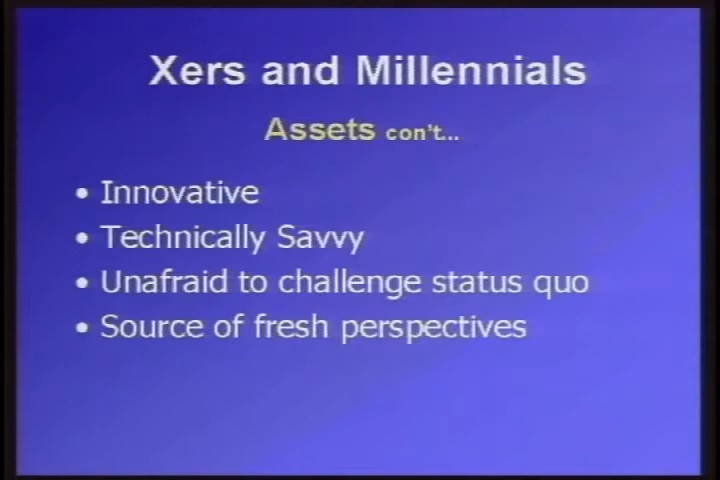 Xers and Millennials
Assets con't...
• Innovative
• Technically Savvy
• Unafraid to challenge status quo
• Source of fresh perspectives